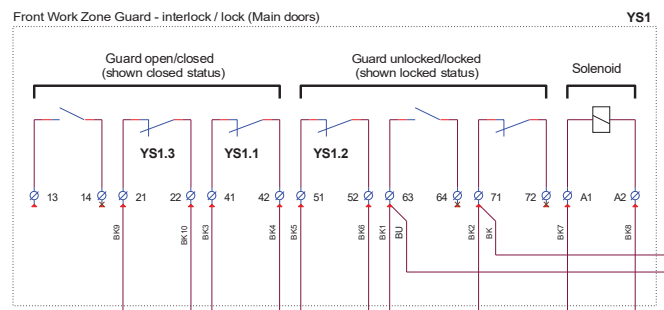 Front Work Zone Guard - interlock / lock (Main doors)
YS1
Guard open/closed
(shown closed status)
Guard unlocked/locked
(shown locked status)
Solenoid
YS1.3
YS1.1
YS1.2
13
14
21
22
41
42
51
52
63
64
71
72
A1
A2
BK9
BK10
BK3
BK4
BK5
BK6
BK1
BU
BK2
BK
BK7
BK8